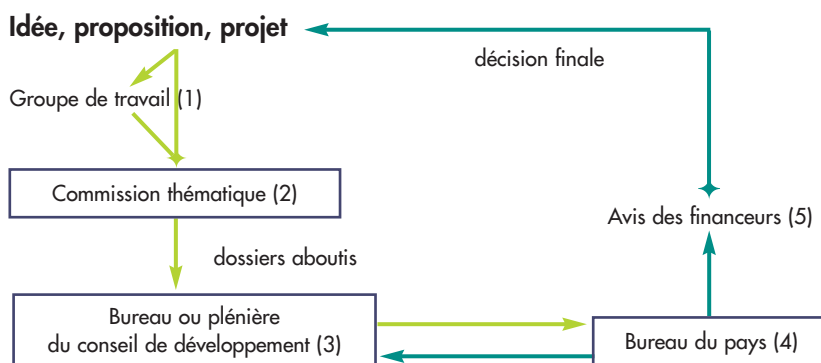 Idée, proposition, projet
décision finale
Groupe de travail (1)
Commission thématique (2)
Avis des financeurs (5)
dossiers aboutis
Bureau ou plénière
du conseil de développement (3)
Bureau du pays (4)